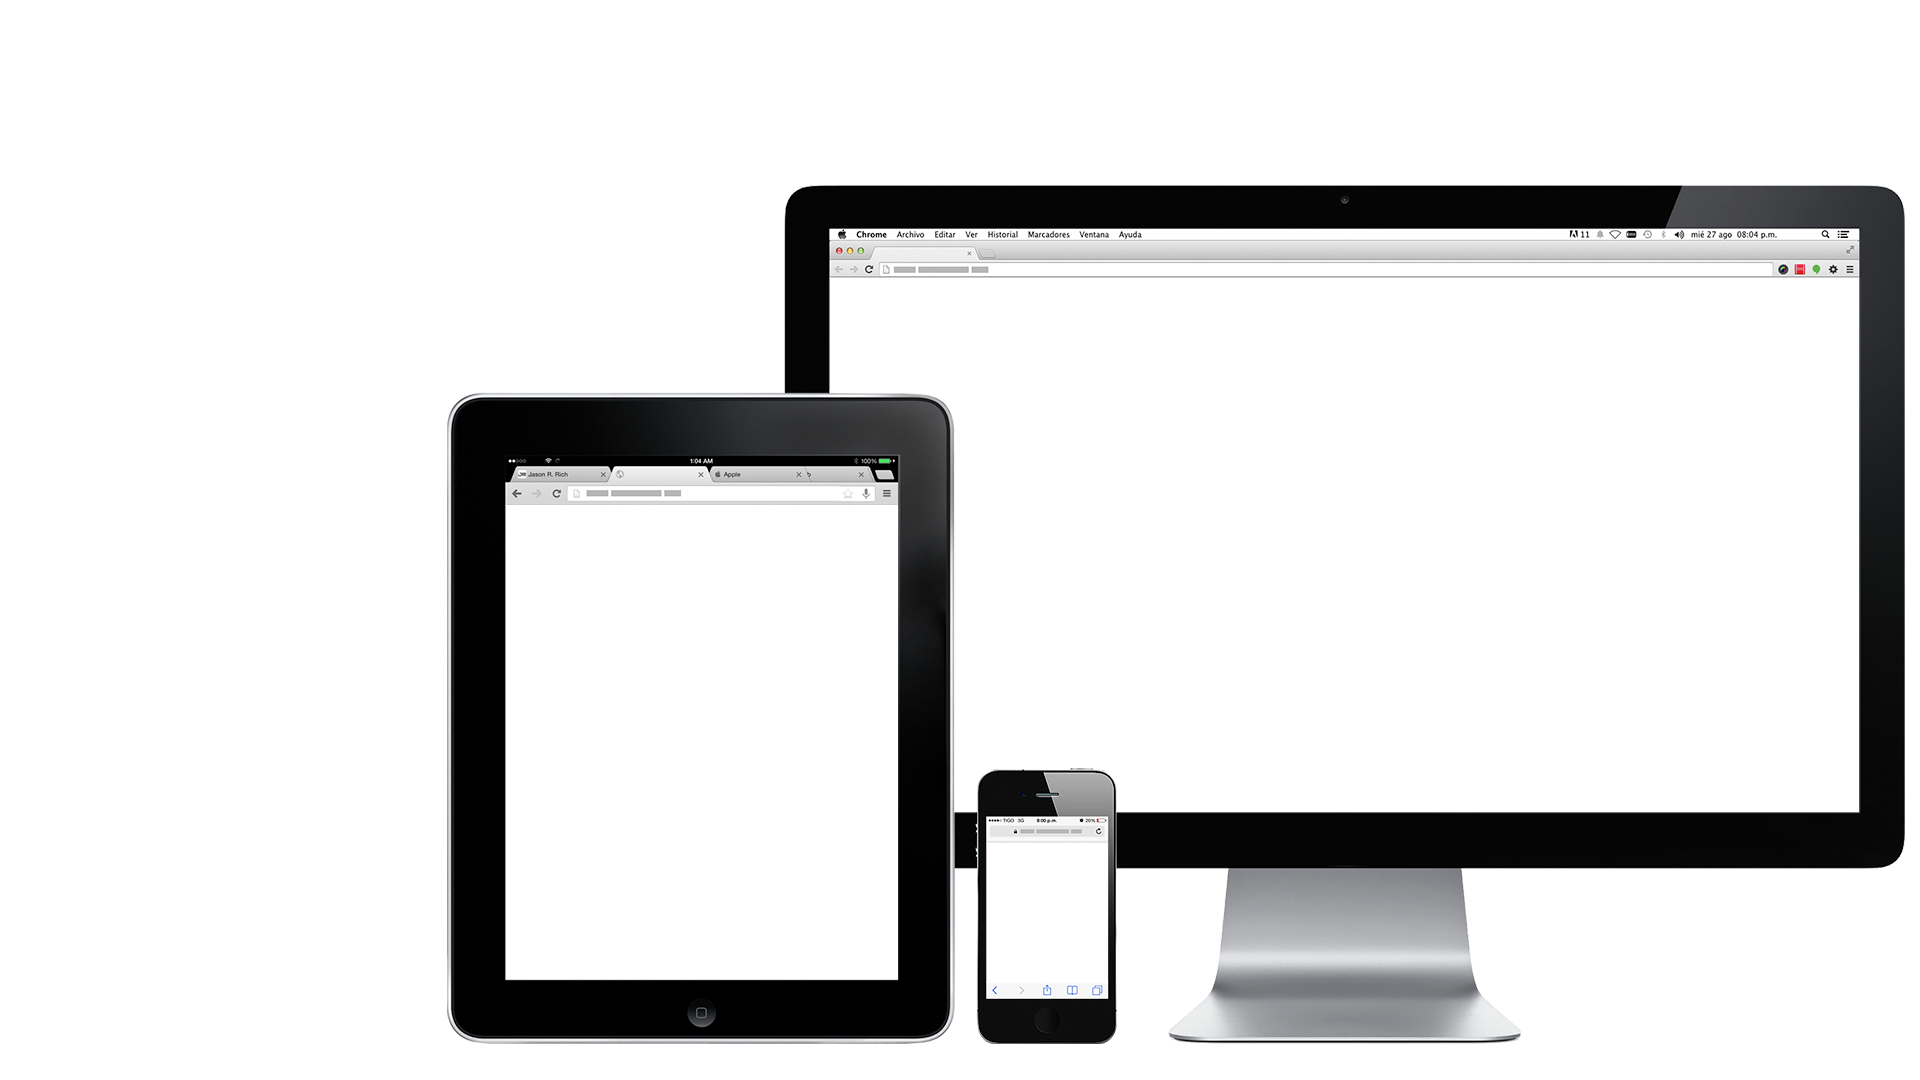 Chrome Archivo Editar Ver Historial Marcadores Ventana Ayuda 11 mié 27 ago 08:04 p.m.
1:04 AM 100%
JR Jason R. Rich Apple
TIGO 3G 8:00 p.m. 20%